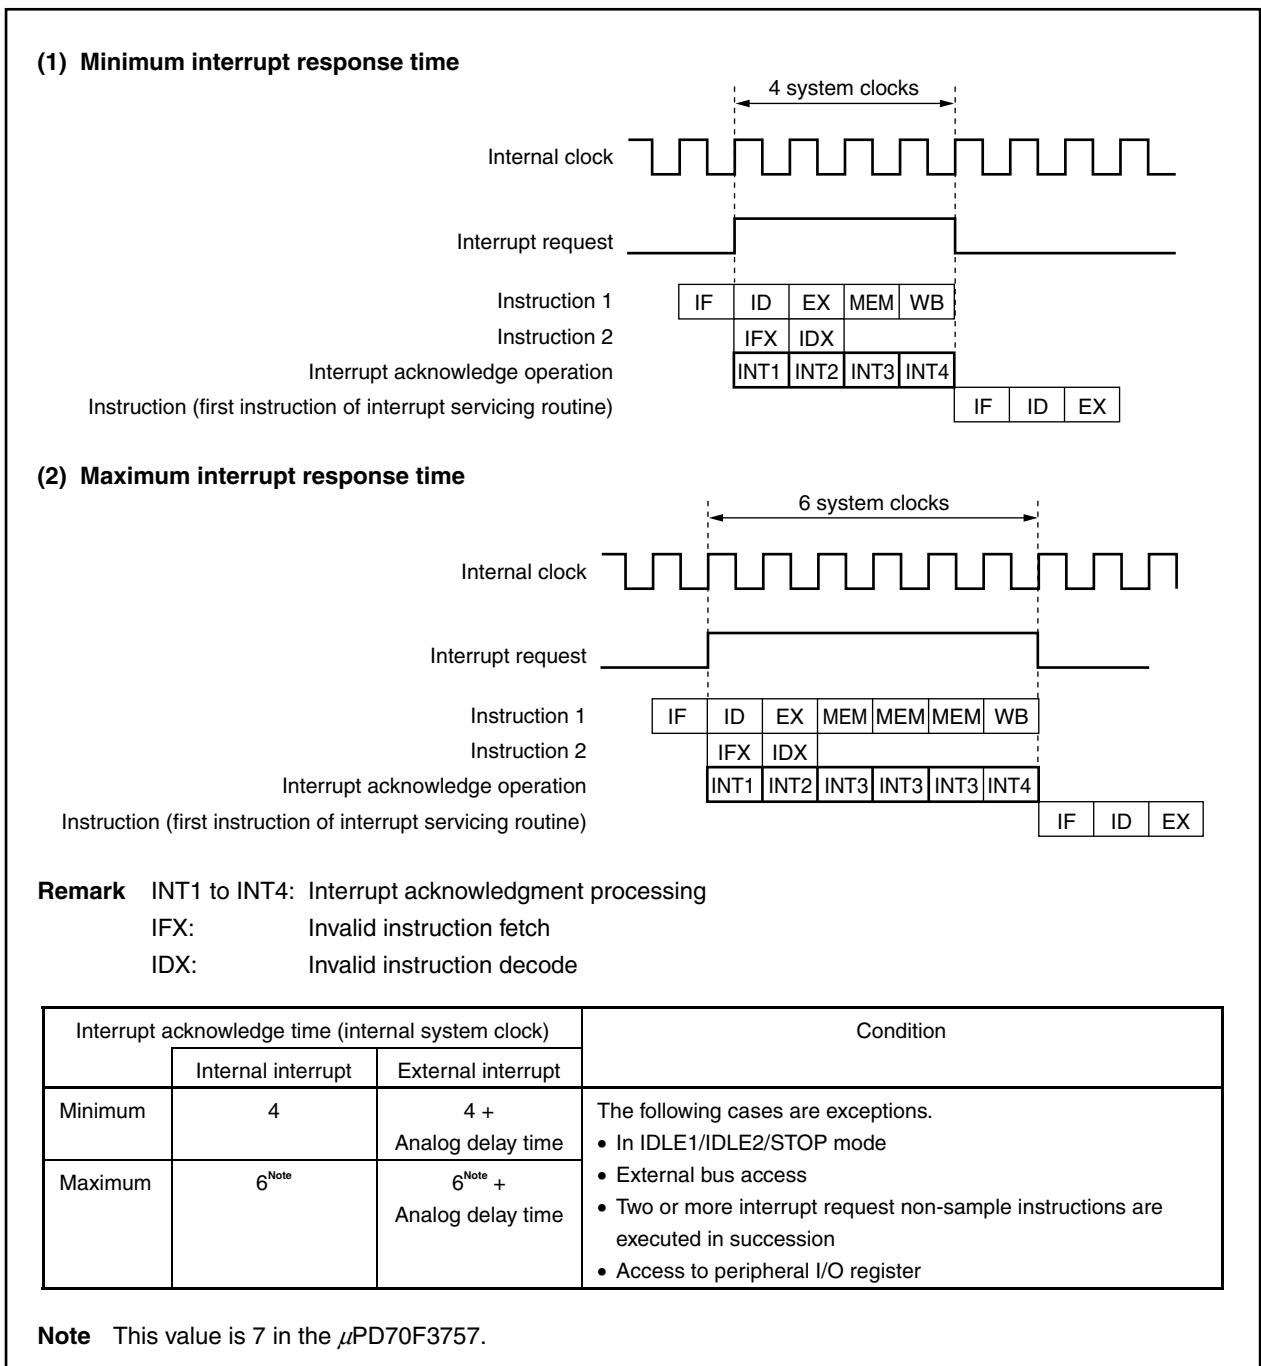 (1) Minimum interrupt response time
4 system clocks
Internal clock
Interrupt request
Instruction 1 IF ID EX MEM WB
Instruction 2 IFX IDX
Interrupt acknowledge operation INT1 INT2 INT3 INT4
Instruction (first instruction of interrupt servicing routine) IF ID EX
(2) Maximum interrupt response time
6 system clocks
Internal clock
Interrupt request
Instruction 1 IF ID EX MEM MEM MEM WB
Instruction 2 IFX IDX
Interrupt acknowledge operation INT1 INT2 INT3 INT3 INT3 INT4
Instruction (first instruction of interrupt servicing routine) IF ID EX
Remark INT1 to INT4: Interrupt acknowledgment processing
IFX: Invalid instruction fetch
IDX: Invalid instruction decode
Interrupt acknowledge time (internal system clock) Condition
Internal interrupt External interrupt
Minimum 4 4 +
Analog delay time
Maximum 6Note 6Note +
Analog delay time
The following cases are exceptions.
• In IDLE1/IDLE2/STOP mode
• External bus access
• Two or more interrupt request non-sample instructions are
executed in succession
• Access to peripheral I/O register
Note This value is 7 in the μPD70F3757.